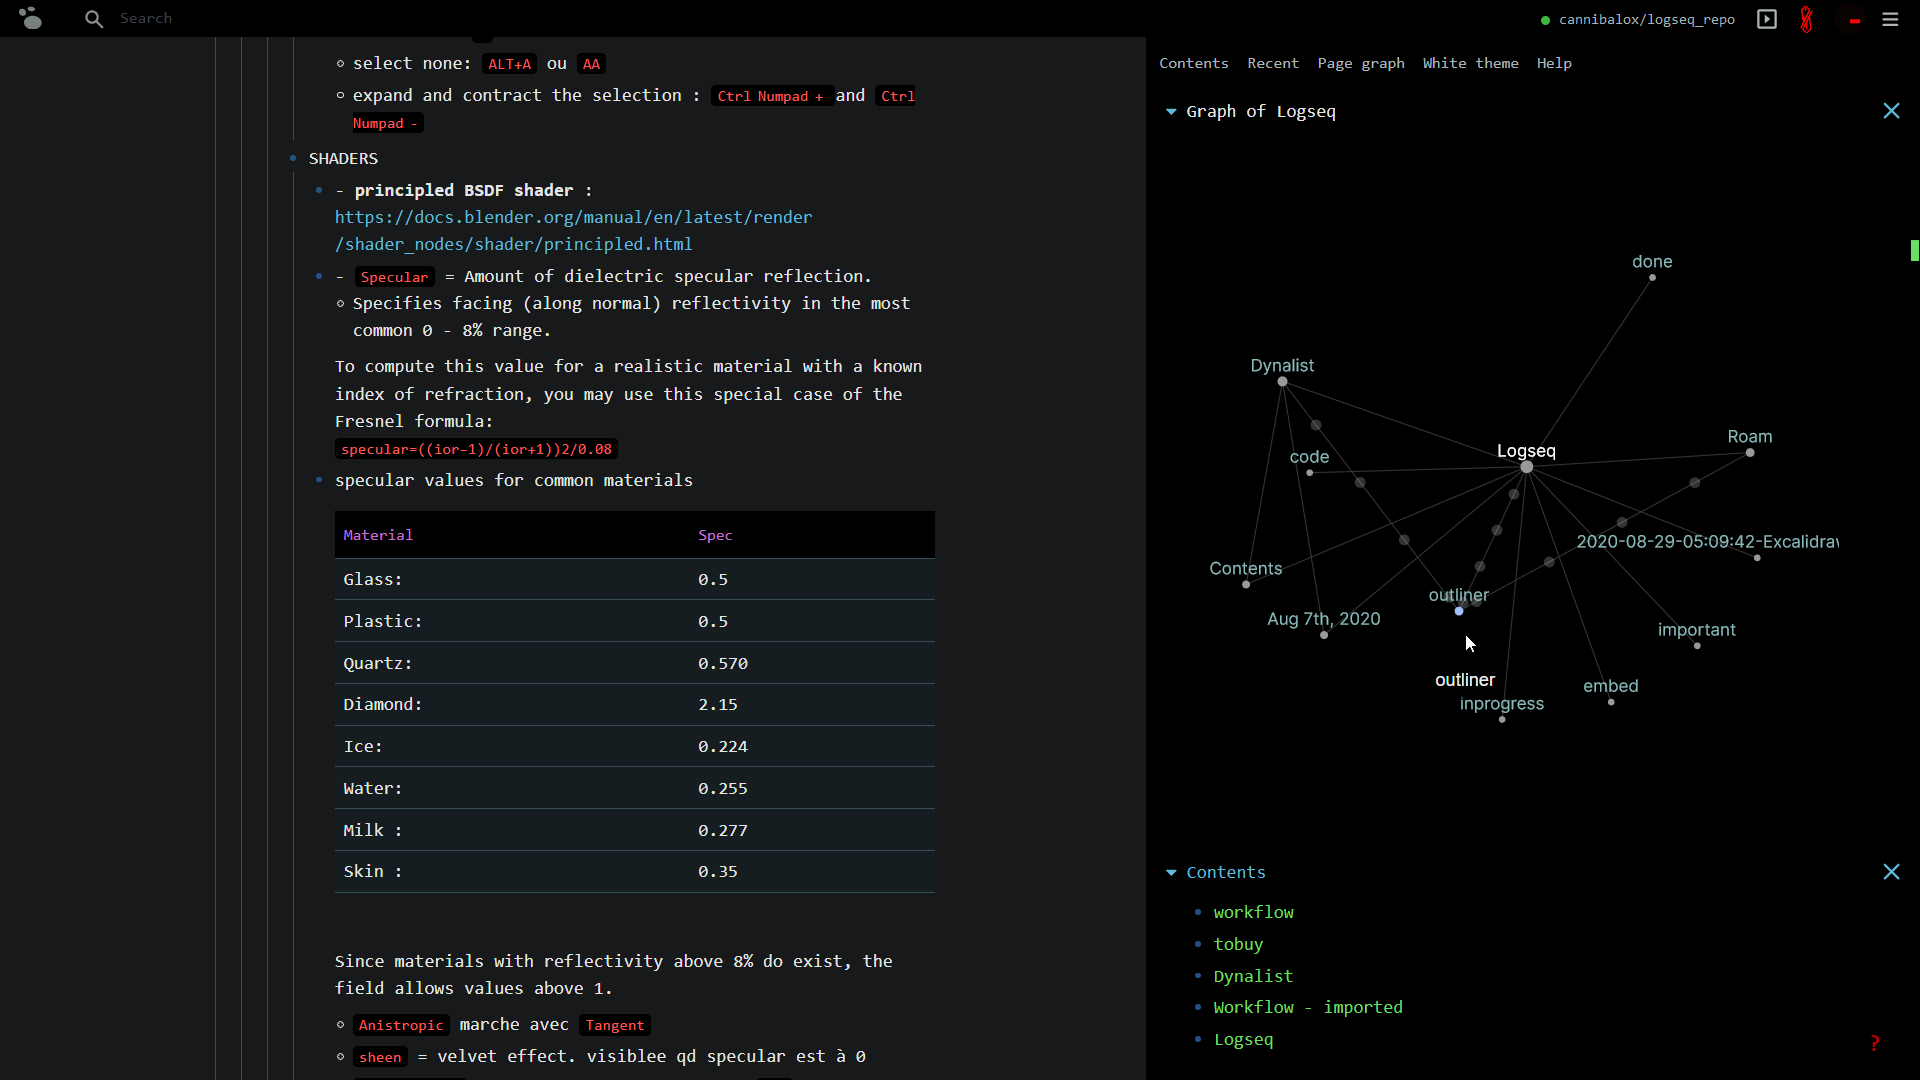 Search
cannibalox/logseq_repo
select none: ALT+A ou AA
expand and contract the selection : Ctrl Numpad + and Ctrl
Numpad -
SHADERS
- principled BSDF shader :
https://docs.blender.org/manual/en/latest/render
/shader_nodes/shader/principled.html
- Specular = Amount of dielectric specular reflection.
Specifies facing (along normal) reflectivity in the most
common 0 - 8% range.
To compute this value for a realistic material with a known
index of refraction, you may use this special case of the
Fresnel formula:
specular=((ior−1)/(ior+1))2/0.08
specular values for common materials
Material Spec
Glass: 0.5
Plastic: 0.5
Quartz: 0.570
Diamond: 2.15
Ice: 0.224
Water: 0.255
Milk : 0.277
Skin : 0.35
Since materials with reflectivity above 8% do exist, the
field allows values above 1.
Anistropic marche avec Tangent
sheen = velvet effect. visiblee qd specular est à 0
Contents Recent Page graph White theme Help
Graph of Logseq
done
Dynalist
Roam
Logseq
code
2020-08-29-05:09:42-Excalidraw
Contents
outliner
Aug 7th, 2020
important
outliner
embed
inprogress
Contents
workflow
tobuy
Dynalist
Workflow - imported
Logseq
?